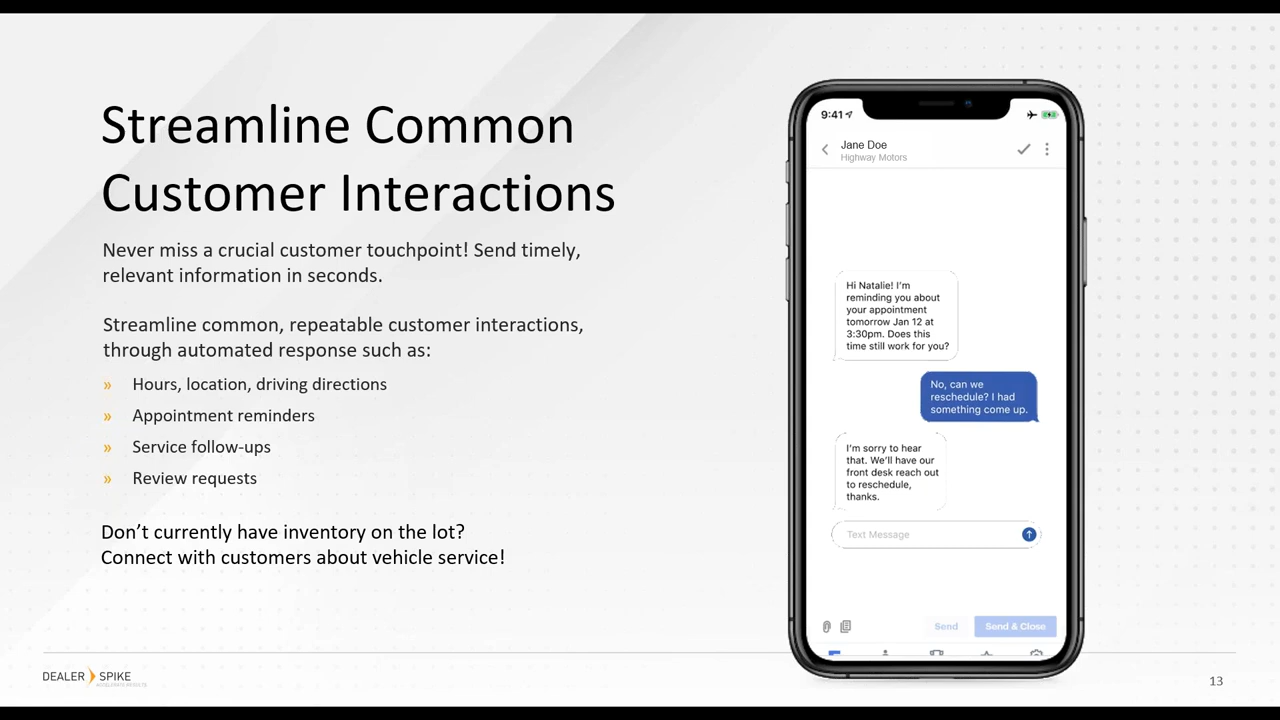 Streamline Common
Customer Interactions
Never miss a crucial customer touchpoint! Send timely,
relevant information in seconds.
Streamline common, repeatable customer interactions,
through automated response such as:
» Hours, location, driving directions
» Appointment reminders
» Service follow-ups
» Review requests
Don’t currently have inventory on the lot?
Connect with customers about vehicle service!
9:41
Jane Doe
Highway Motors
Hi Natalie! I’m
reminding you about
your appointment
tomorrow Jan 12 at
3:30pm. Does this
time still work for you?
No, can we
reschedule? I had
something come up.
I’m sorry to hear
that. We’ll have our
front desk reach out
to reschedule,
thanks.
Text Message
Send
Send & Close
DEALER SPIKE
ACCELERATE RESULTS
13